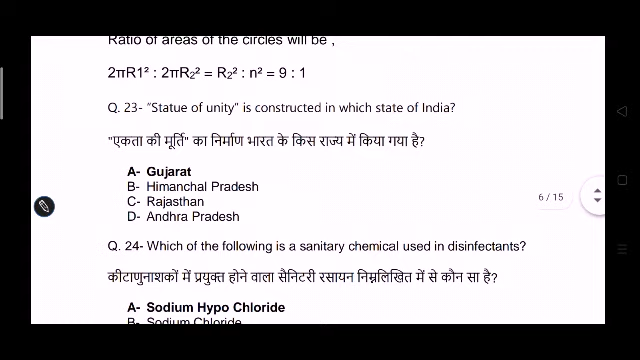 Ratio of areas of the circles will be ,
2πR1² : 2πR₂² = R₂² : n² = 9 : 1
Q. 23- “Statue of unity” is constructed in which state of India?
"एकता की मूर्ति" का निर्माण भारत के किस राज्य में किया गया है?
A- Gujarat
B- Himanchal Pradesh
C- Rajasthan
D- Andhra Pradesh
6 / 15
Q. 24- Which of the following is a sanitary chemical used in disinfectants?
कीटाणुनाशकों में प्रयुक्त होने वाला सैनिटरी रसायन निम्नलिखित में से कौन सा है?
A- Sodium Hypo Chloride
B- Sodium Chloride